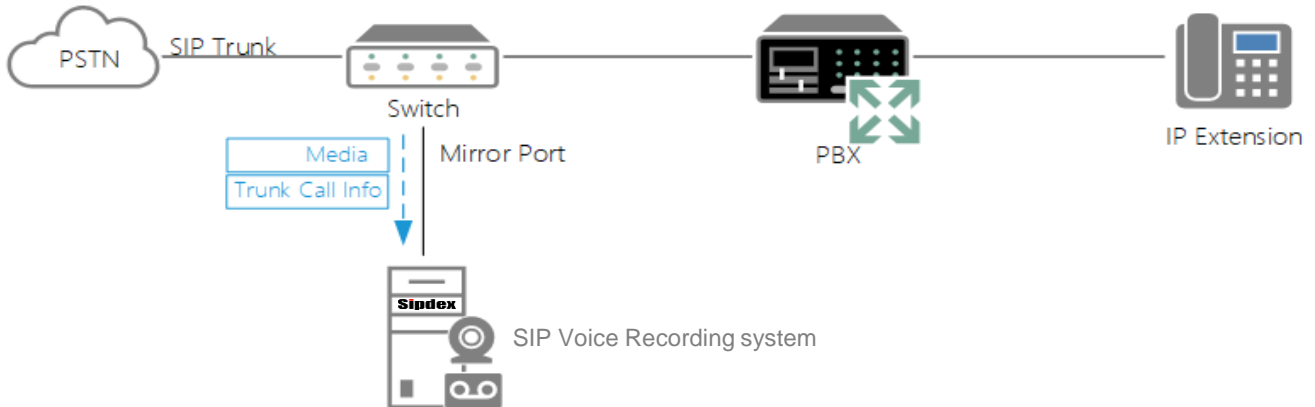 PSTN
SIP Trunk
Switch
PBX
IP Extension
Media
Mirror Port
Trunk Call Info
Sipdex
SIP Voice Recording system